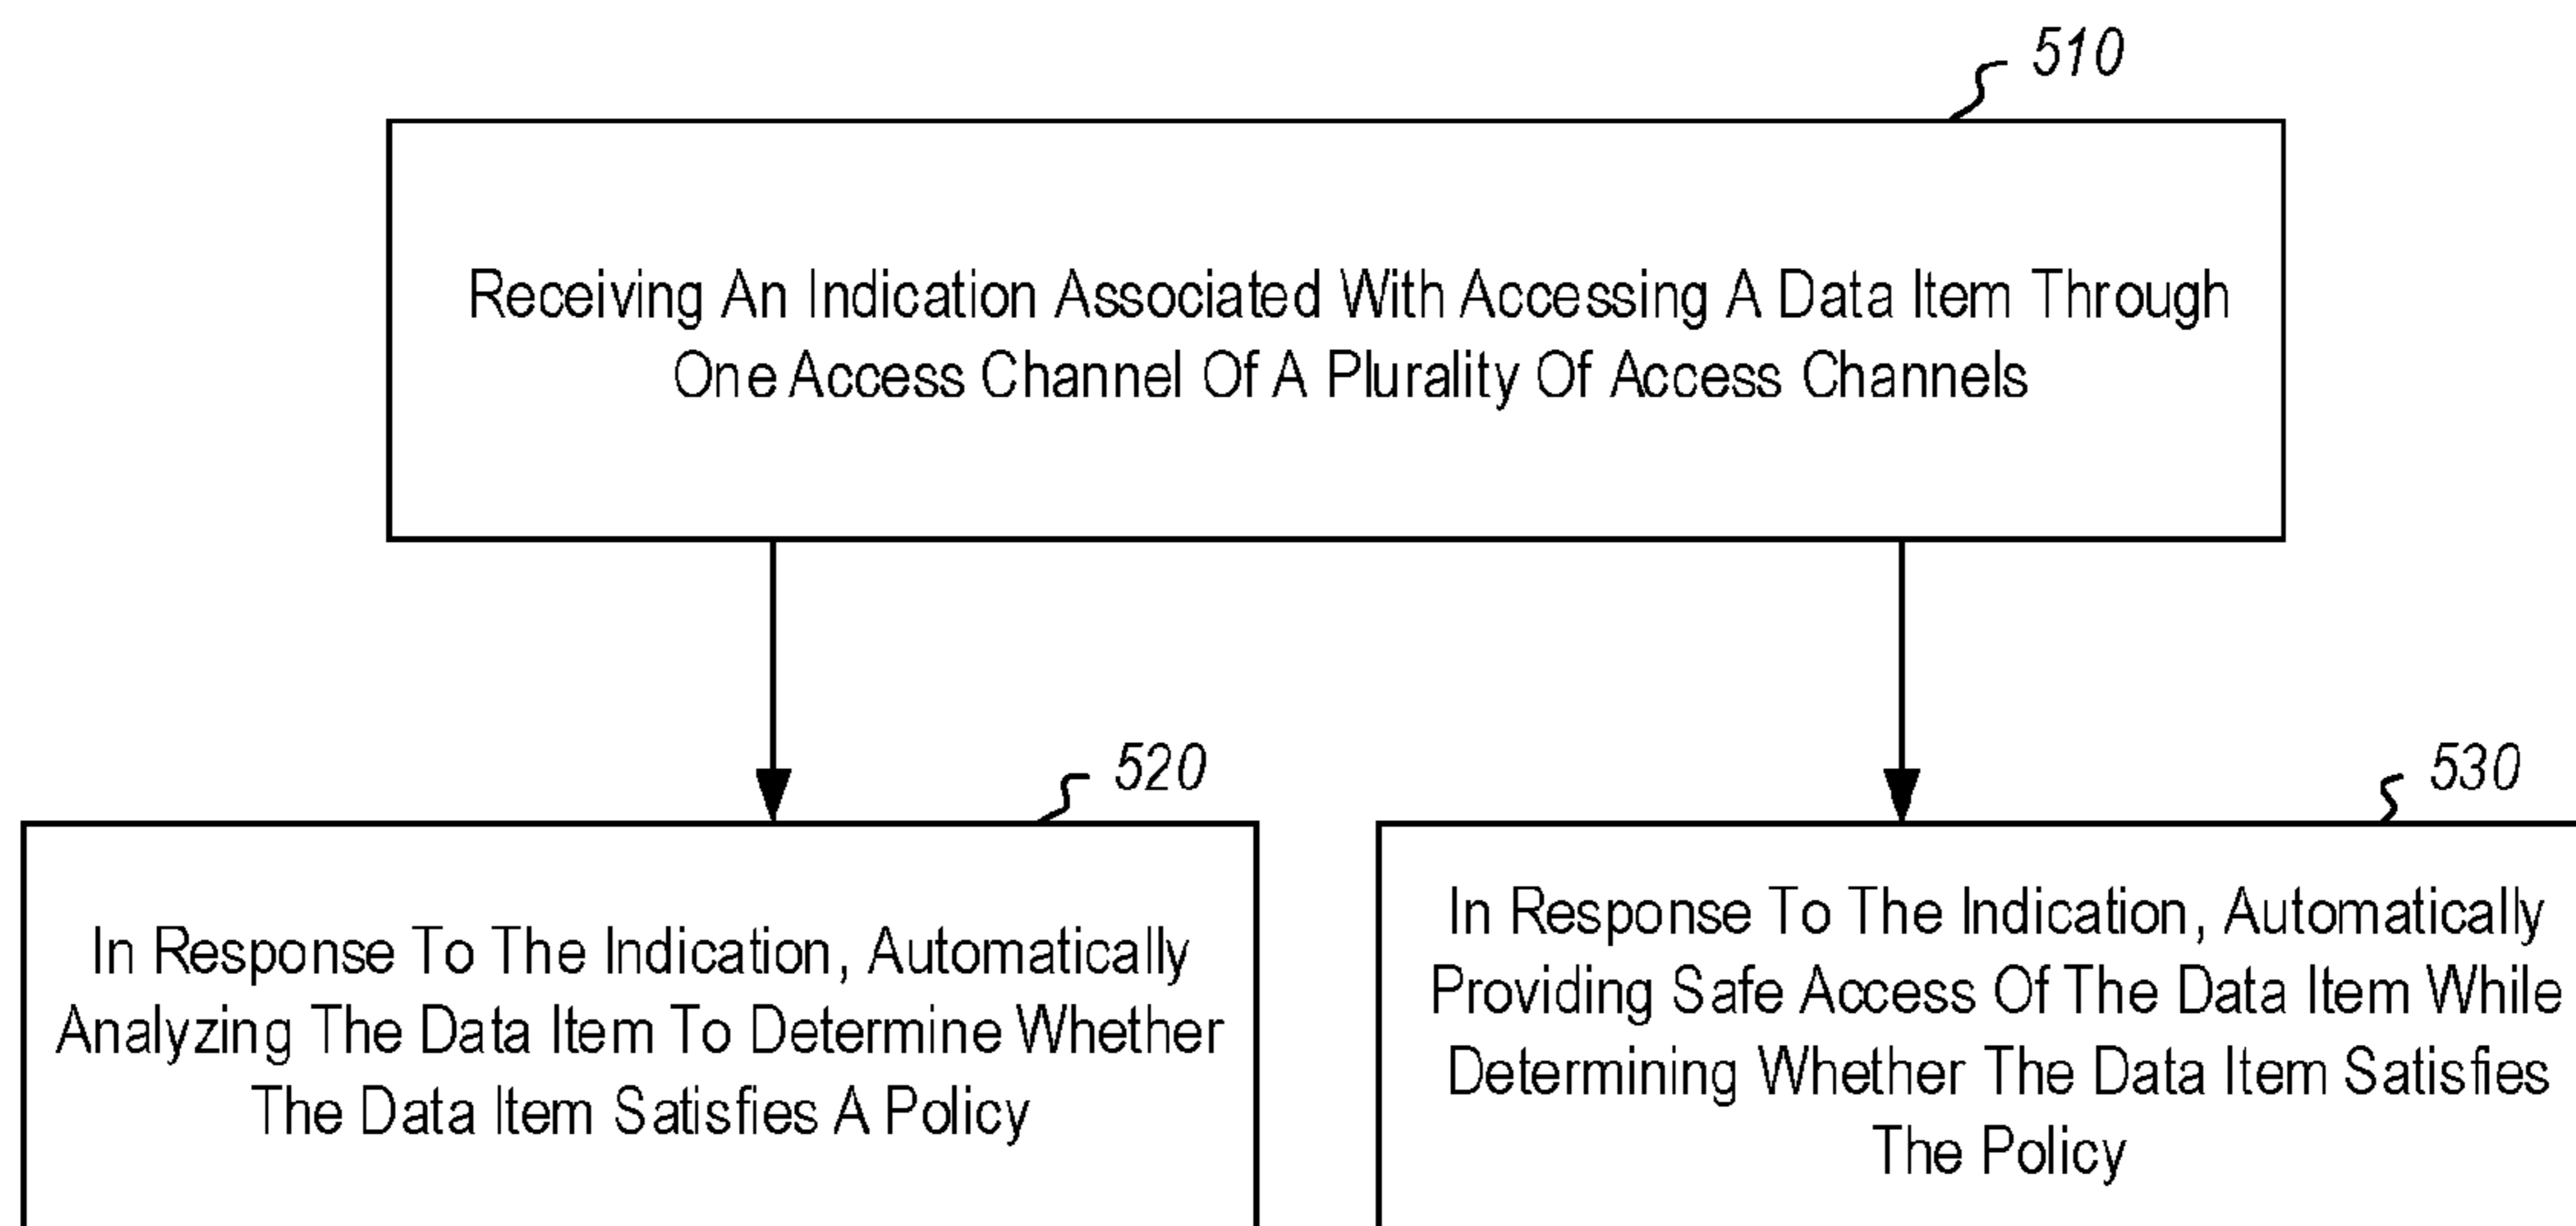 510
Receiving An Indication Associated With Accessing A Data Item Through
One Access Channel Of A Plurality Of Access Channels
520
In Response To The Indication, Automatically
Analyzing The Data Item To Determine Whether
The Data Item Satisfies A Policy
530
In Response To The Indication, Automatically
Providing Safe Access Of The Data Item While
Determining Whether The Data Item Satisfies
The Policy